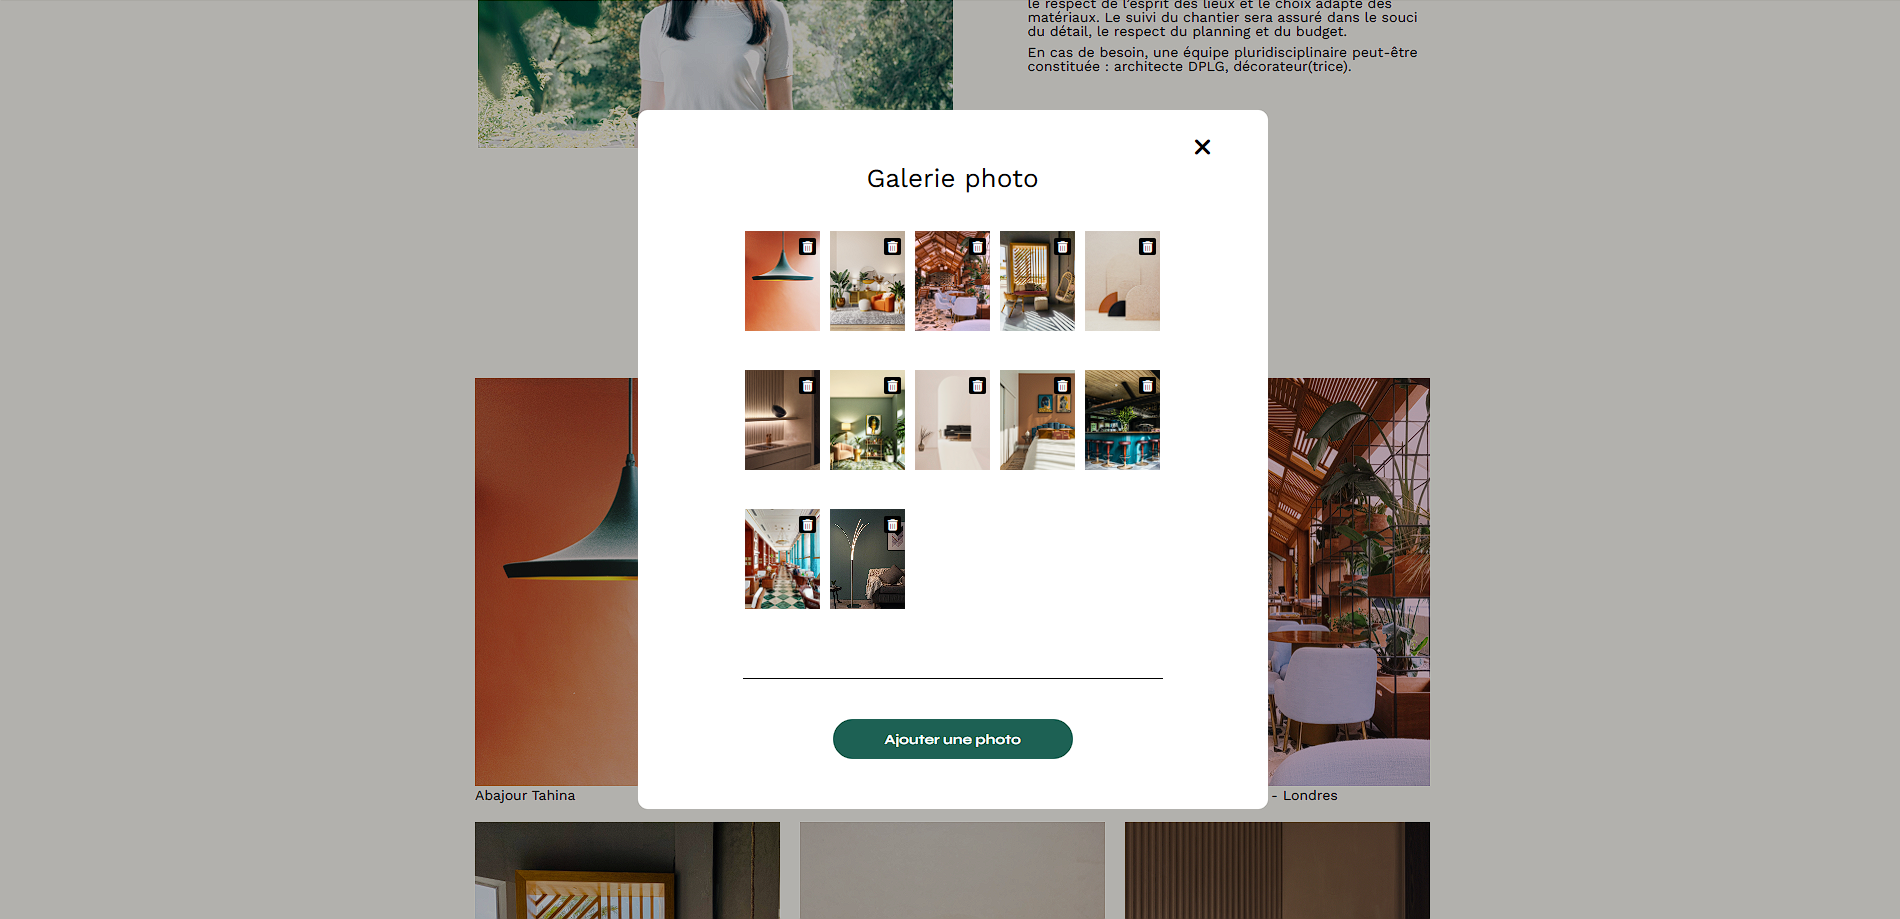 le respect de l'esprit des lieux et le choix adapté des
matériaux. Le suivi du chantier sera assuré dans le souci
du détail, le respect du planning et du budget.
En cas de besoin, une équipe pluridisciplinaire peut-être
constituée : architecte DPLG, décorateur(trice).
Galerie photo
Ajouter une photo
Abajour Tahina
- Londres